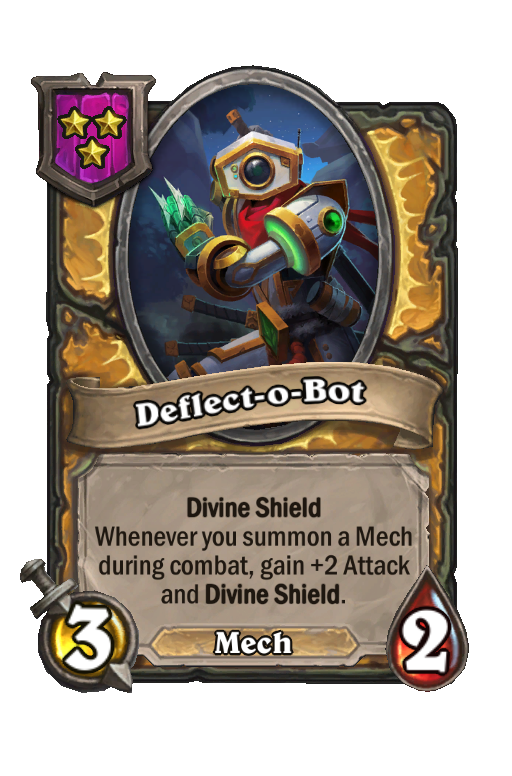 Deflect-o-Bot
Divine Shield
Whenever you summon a Mech
during combat, gain +2 Attack
and Divine Shield.
3
Mech
2